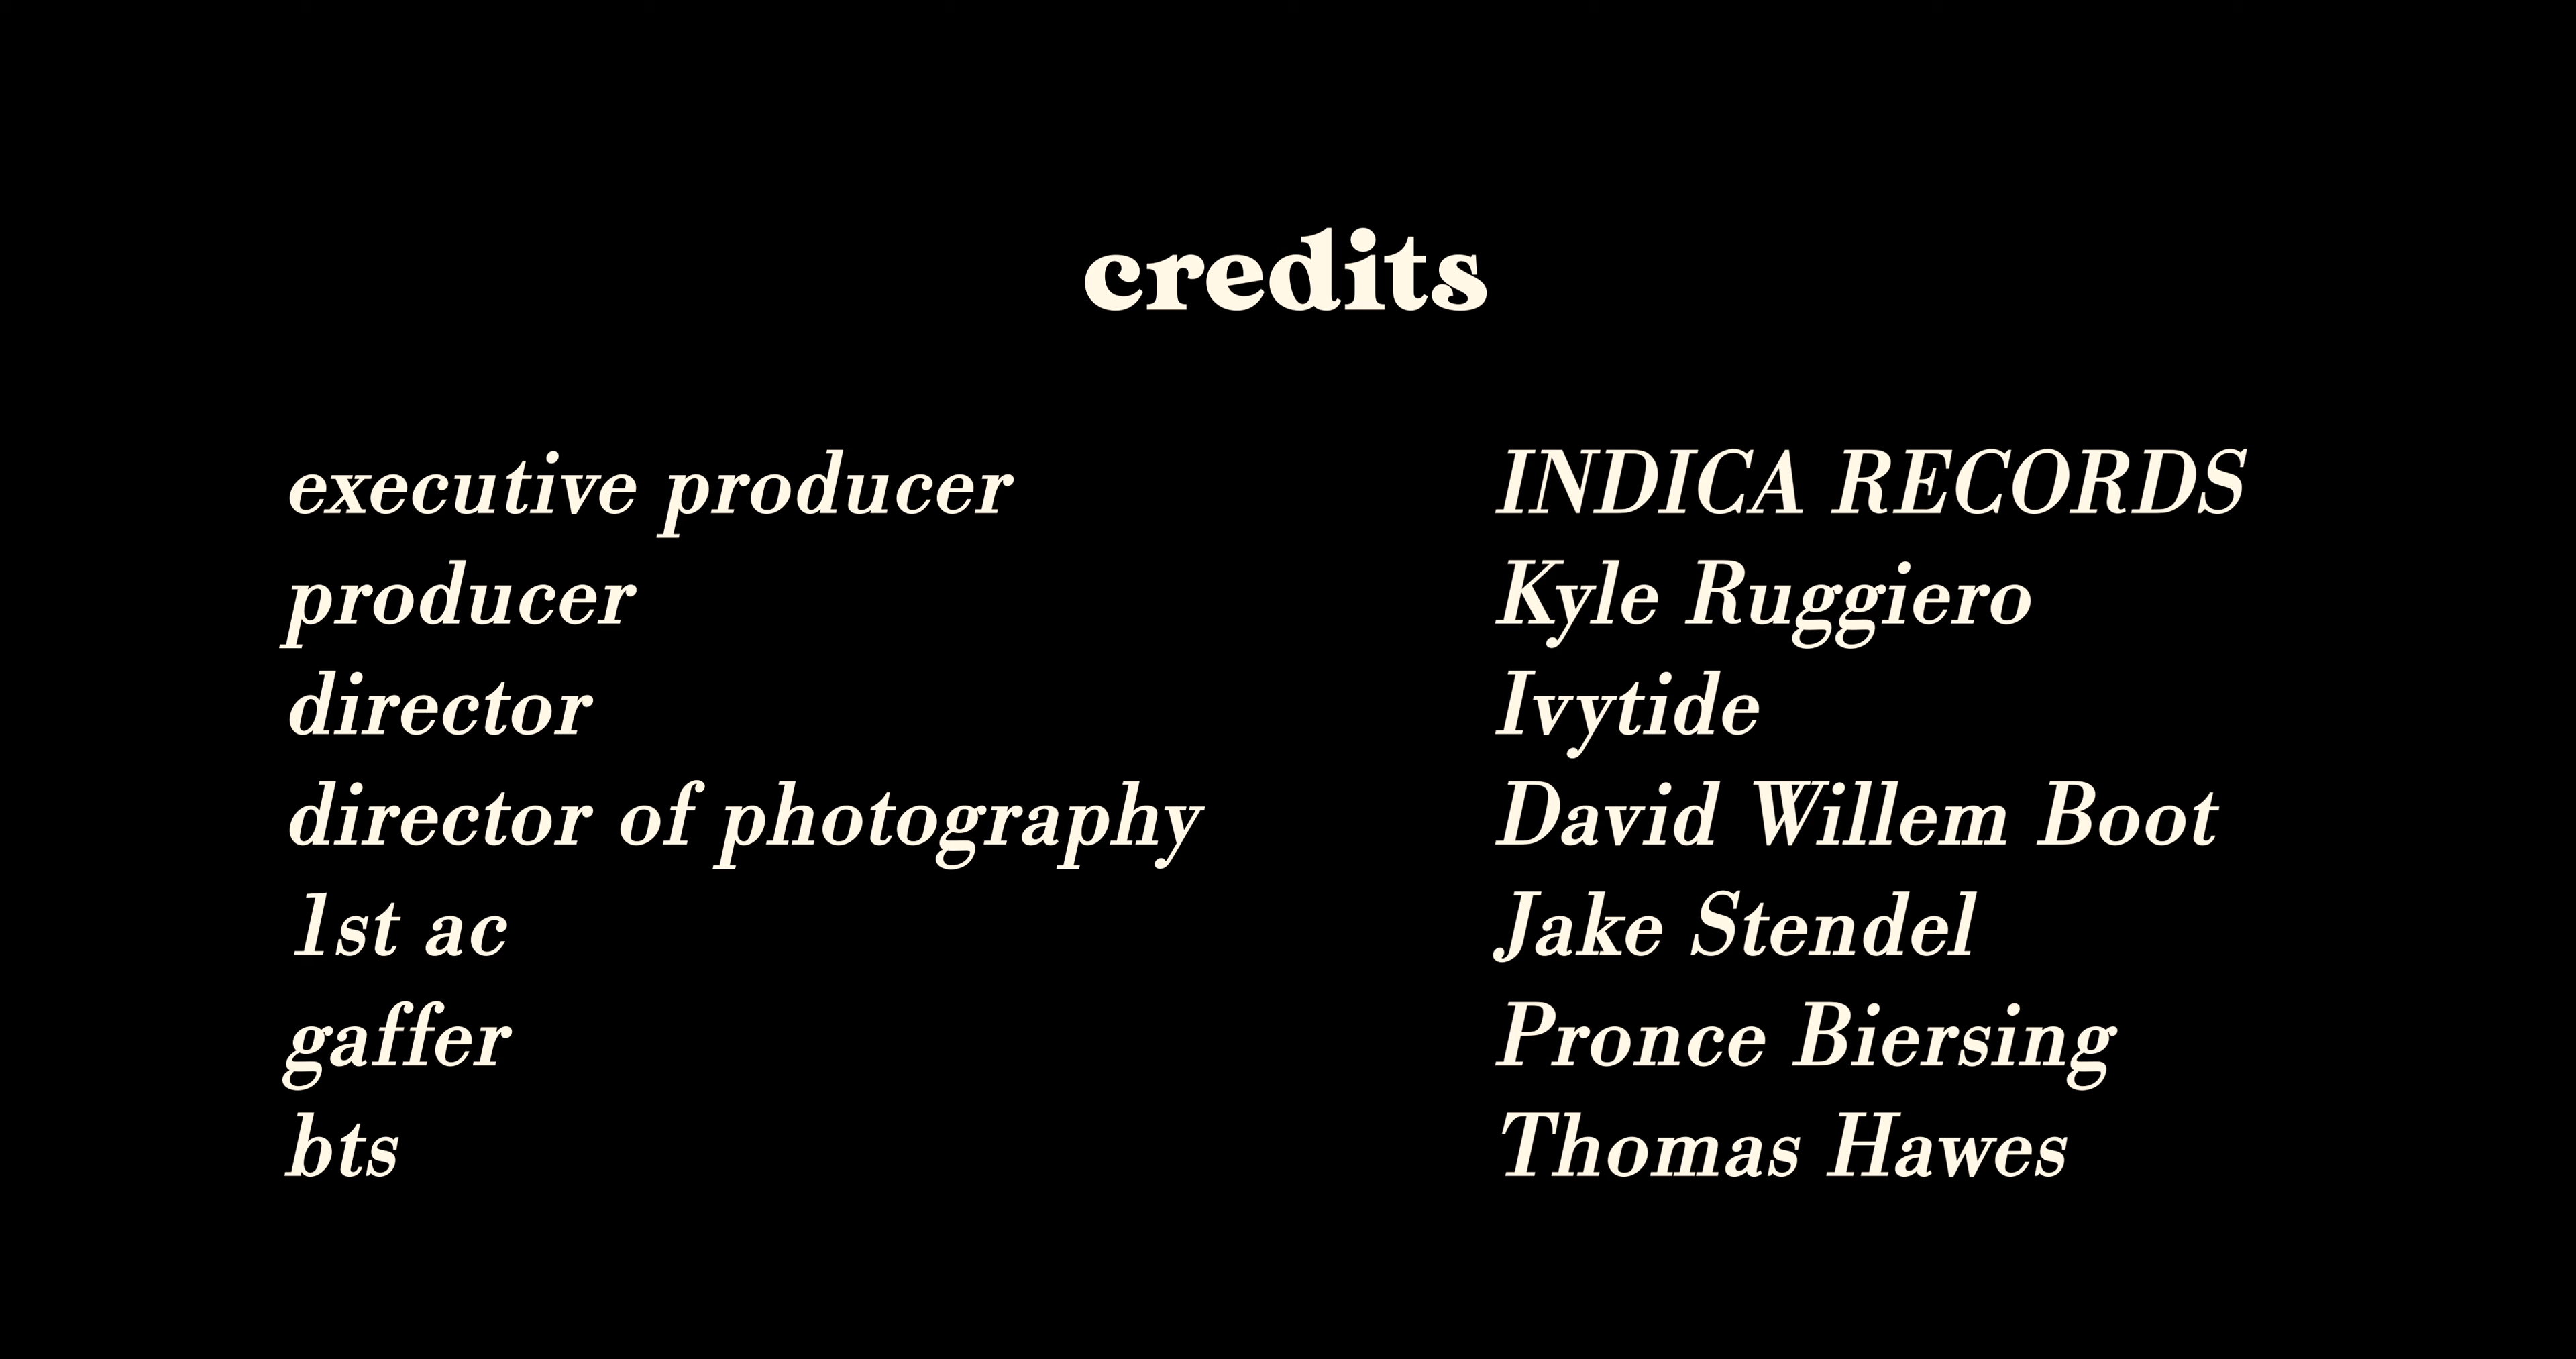 credits
executive producer INDICA RECORDS
producer Kyle Ruggiero
director Ivytide
director of photography David Willem Boot
1st ac Jake Stendel
gaffer Pronce Biersing
bts Thomas Hawes